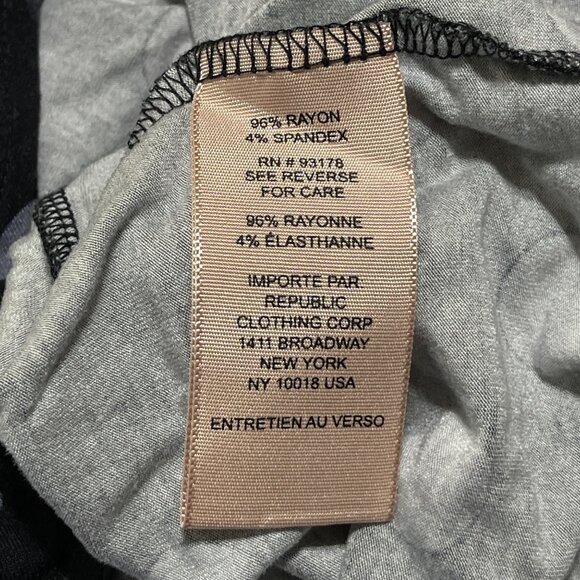 96% RAYON
4% SPANDEX
RN # 93178
SEE REVERSE
FOR CARE
96% RAYONNE
4% ÉLASTHANNE
IMPORTE PAR
REPUBLIC
CLOTHING CORP
1411 BROADWAY
NEW YORK
NY 10018 USA
ENTRETIEN AU VERSO